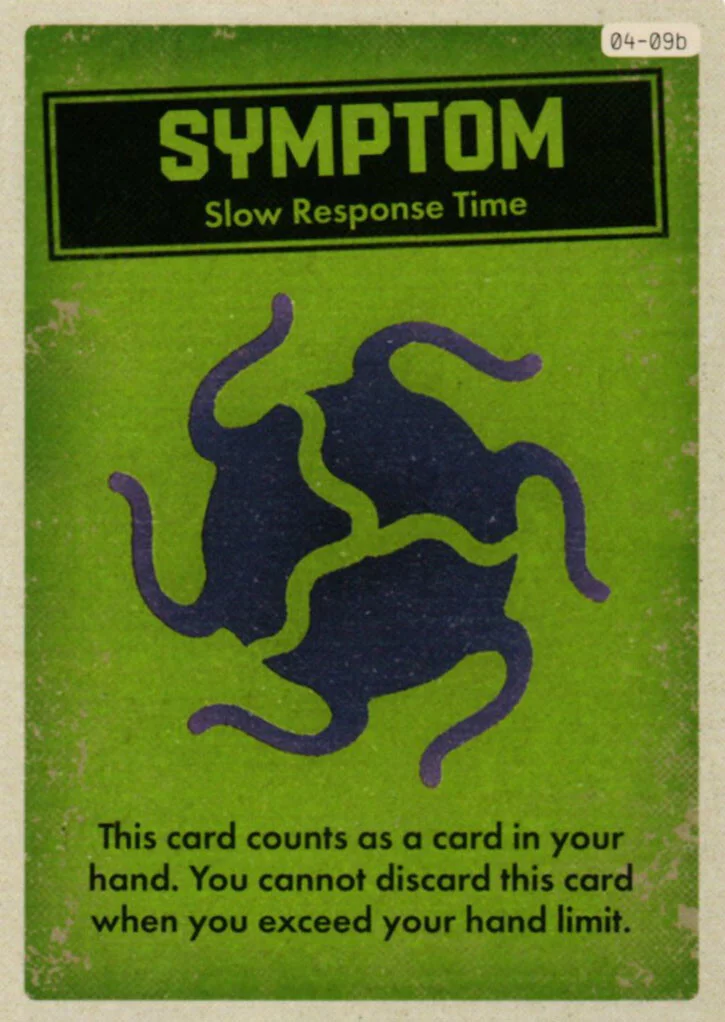 04-09b
SYMPTOM
Slow Response Time
This card counts as a card in your
hand. You cannot discard this card
when you exceed your hand limit.